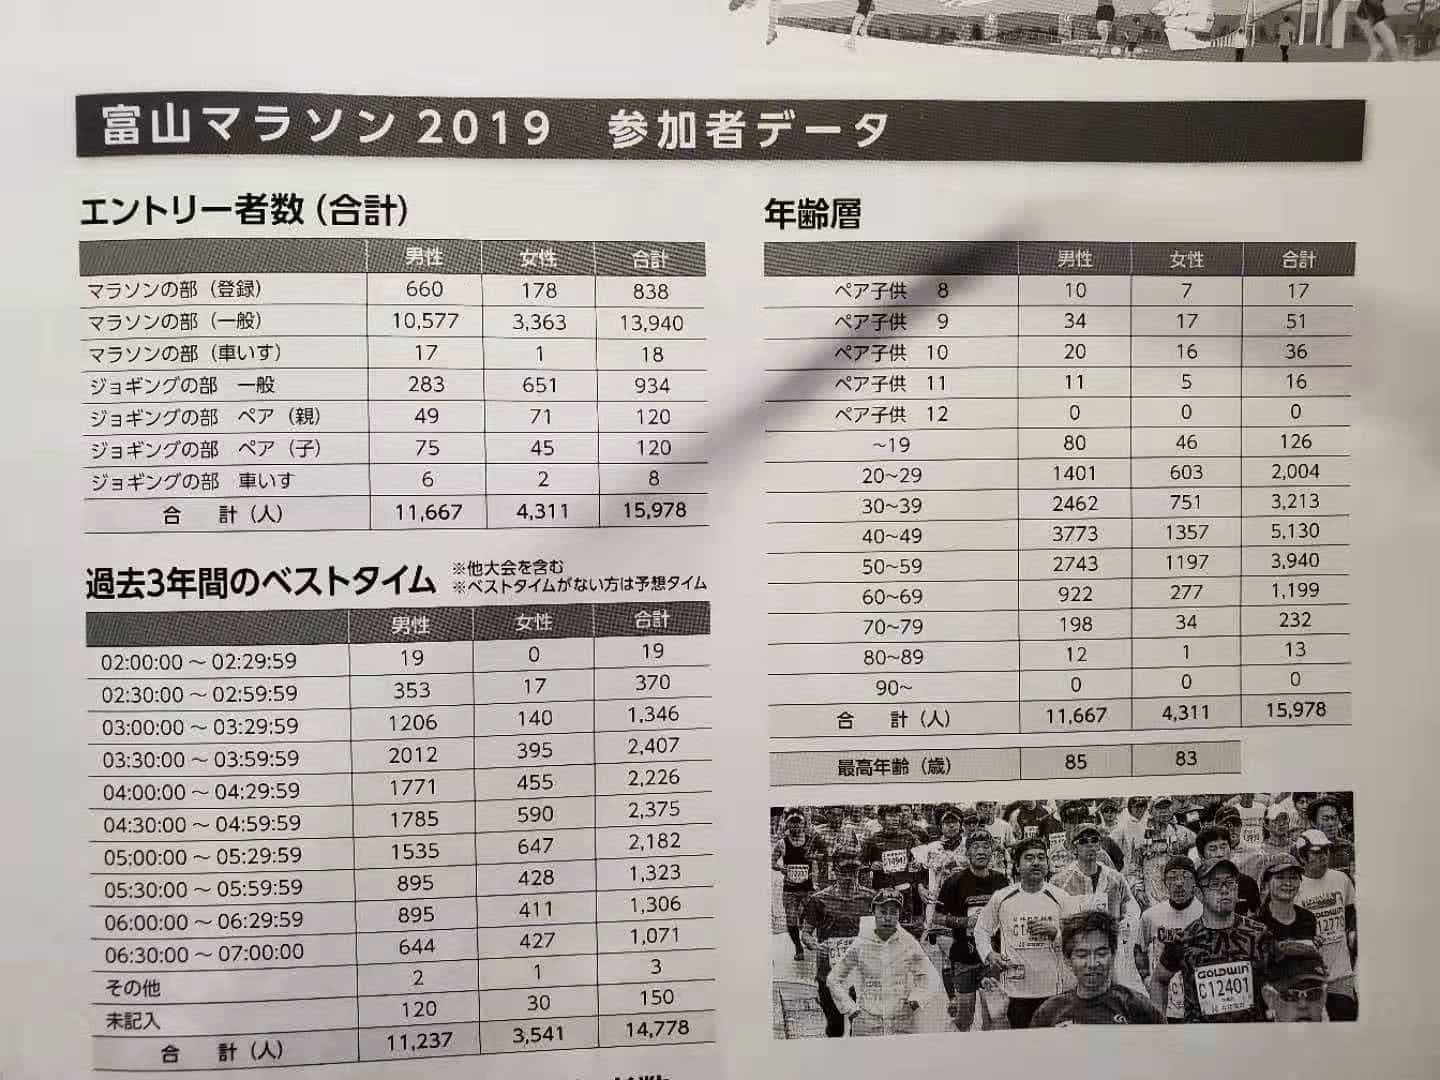 富山マラソン2019 参加者データ
エントリー者数(合計)
男性 女性 合計
マラソンの部(登録) 660 178 838
マラソンの部(一般) 10,577 3,363 13,940
マラソンの部(車いす) 17 1 18
ジョギングの部 一般 283 651 934
ジョギングの部 ペア(親) 49 71 120
ジョギングの部 ペア(子) 75 45 120
ジョギングの部 車いす 6 2 8
合 計(人) 11,667 4,311 15,978
過去3年間のベストタイム
※他大会を含む
※ベストタイムがない方は予想タイム
男性 女性 合計
02:00:00~02:29:59 19 0 19
02:30:00~02:59:59 353 17 370
03:00:00~03:29:59 1206 140 1,346
03:30:00~03:59:59 2012 395 2,407
04:00:00~04:29:59 1771 455 2,226
04:30:00~04:59:59 1785 590 2,375
05:00:00~05:29:59 1535 647 2,182
05:30:00~05:59:59 895 428 1,323
06:00:00~06:29:59 895 411 1,306
06:30:00~07:00:00 644 427 1,071
その他 2 1 3
未記入 120 30 150
合 計(人) 11,237 3,541 14,778
年齢層
男性 女性 合計
ペア子供 8 10 7 17
ペア子供 9 34 17 51
ペア子供 10 20 16 36
ペア子供 11 11 5 16
ペア子供 12 0 0 0
~19 80 46 126
20~29 1401 603 2,004
30~39 2462 751 3,213
40~49 3773 1357 5,130
50~59 2743 1197 3,940
60~69 922 277 1,199
70~79 198 34 232
80~89 12 1 13
90~ 0 0 0
合 計(人) 11,667 4,311 15,978
最高年齢(歳) 85 83
GOLDWIN
C12401